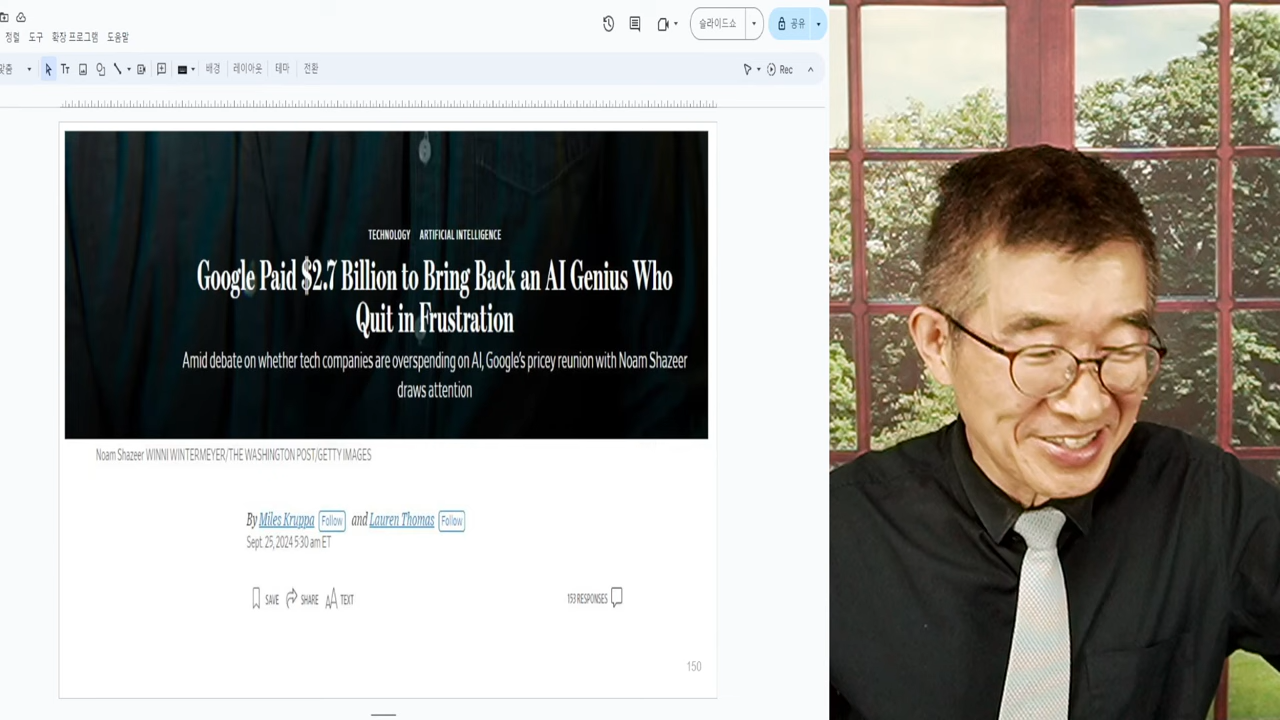 정렬 도구 확장 프로그램 도움말
슬라이드쇼
공유
맞춤
배경 레이아웃 테마 전환
Rec
TECHNOLOGY ARTIFICIAL INTELLIGENCE
Google Paid $2.7 Billion to Bring Back an AI Genius Who
Quit in Frustration
Amid debate on whether tech companies are overspending on AI, Google's pricey reunion with Noam Shazeer
draws attention
Noam Shazeer WINNI WINTERMEYER/THE WASHINGTON POST/GETTY IMAGES
By Miles Kruppa Follow and Lauren Thomas Follow
Sept. 25, 2024 5:30 am ET
SAVE SHARE AA TEXT
153 RESPONSES
150